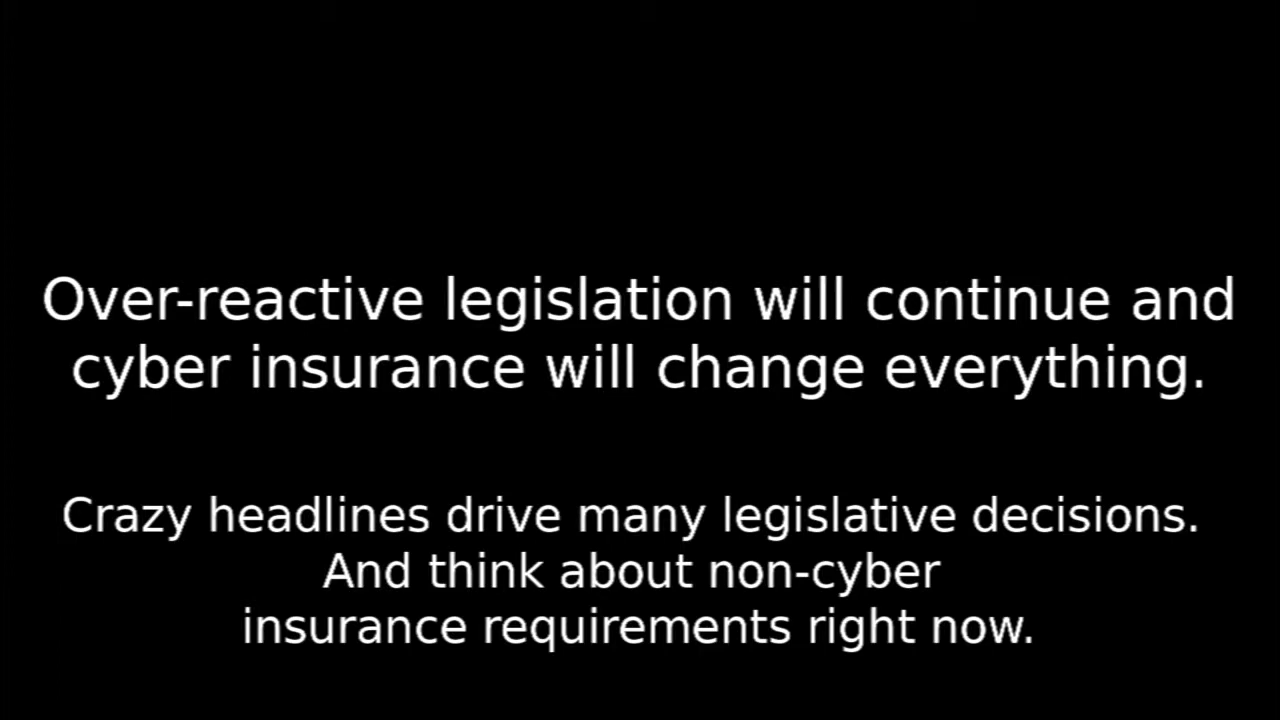 Over-reactive legislation will continue and
cyber insurance will change everything.
Crazy headlines drive many legislative decisions.
And think about non-cyber
insurance requirements right now.